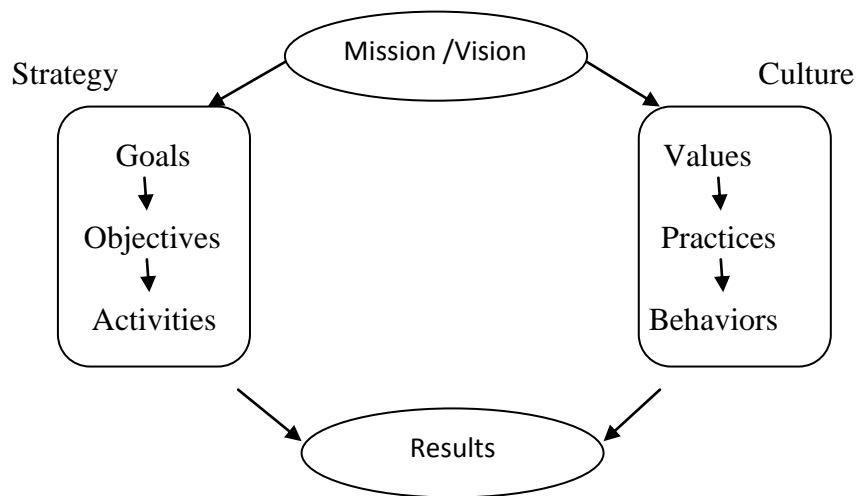 Mission /Vision
Strategy
Culture
Goals
Values
Objectives
Practices
Activities
Behaviors
Results